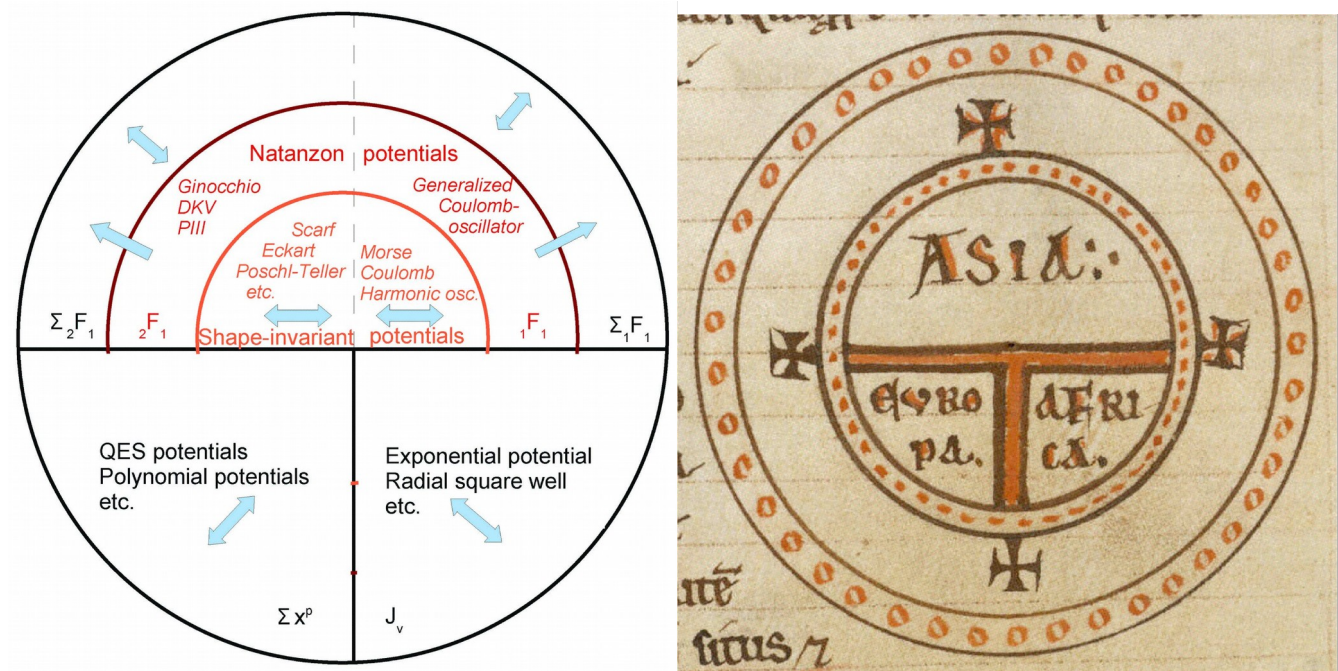 Natanzon potentials
Ginocchio
DKV
PIII
Generalized
Coulomb-
oscillator
Scarf
Eckart
Poschl-Teller
etc.
Morse
Coulomb
Harmonic osc.
Σ ₂F₁
₂F₁
Shape-invariant potentials
₁F₁
Σ₁F₁
QES potentials
Polynomial potentials
etc.
Exponential potential
Radial square well
etc.
Σ xᵖ
Jᵥ
ASIA:·
EVRO
PA.
AFRI
CA.
situs